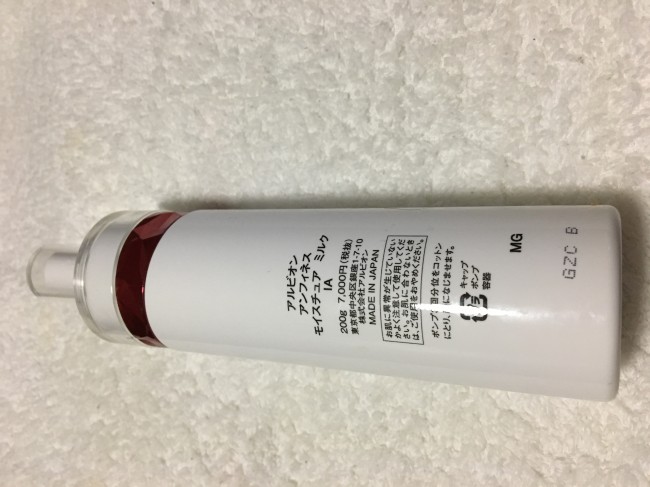 アルビオン
アンフィネス
モイスチュア ミルク
IA
200g 7,000円(税抜)
東京都中央区銀座1-7-10
株式会社アルビオン
MADE IN JAPAN
お肌に異常が生じていない
かよく注意して使用してくだ
さい。お肌に合わないとき
は、ご使用をおやめください。
ポンプ 回分位をコットン
にとり、 になじませます。
キャップ
ポンプ
容器
MG
GZC B